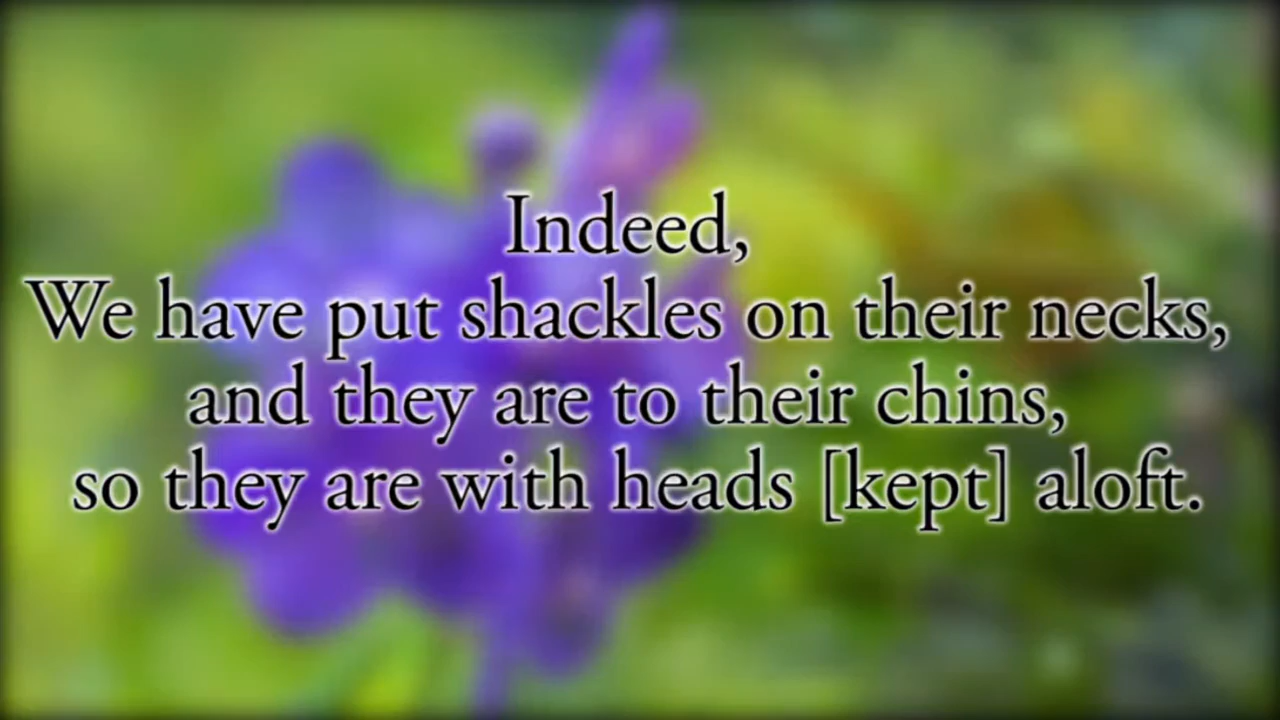 Indeed,
We have put shackles on their necks,
and they are to their chins,
so they are with heads [kept] aloft.